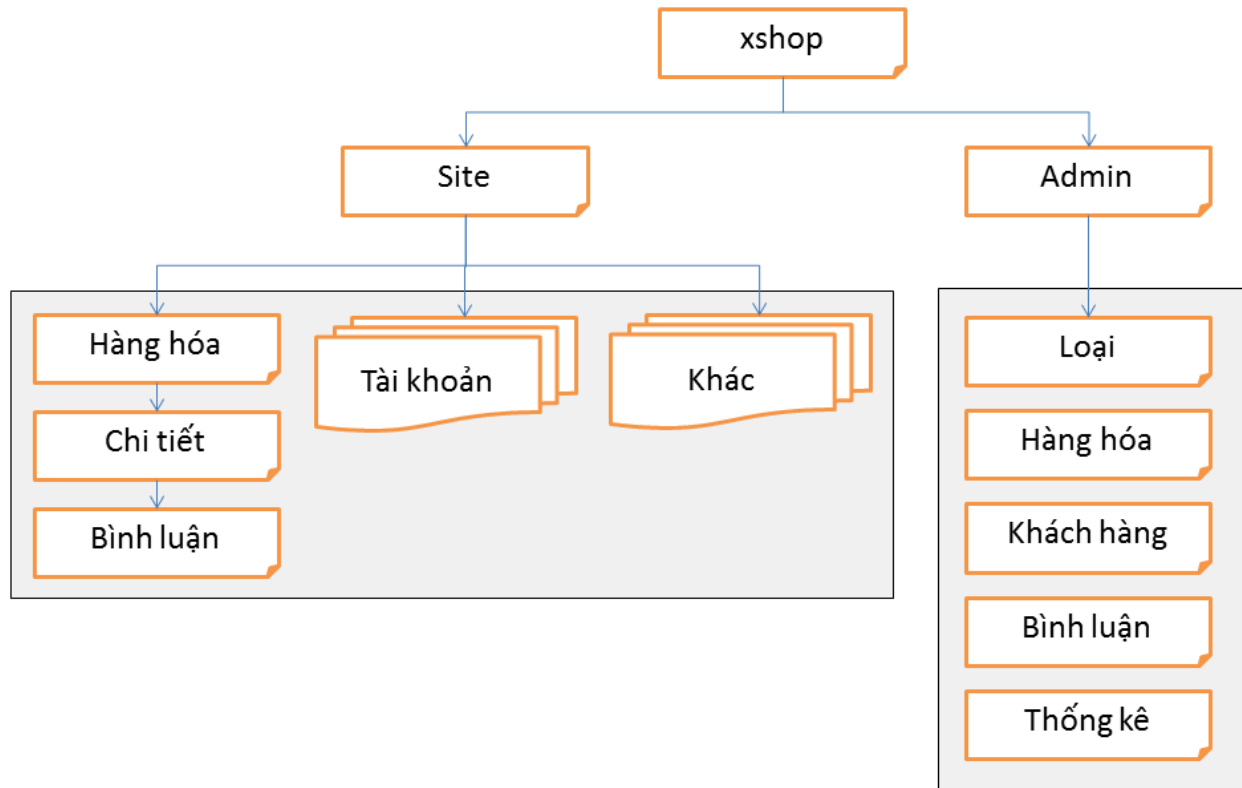 xshop
Site
Admin
Hàng hóa
Tài khoản
Khác
Chi tiết
Bình luận
Loại
Hàng hóa
Khách hàng
Bình luận
Thống kê